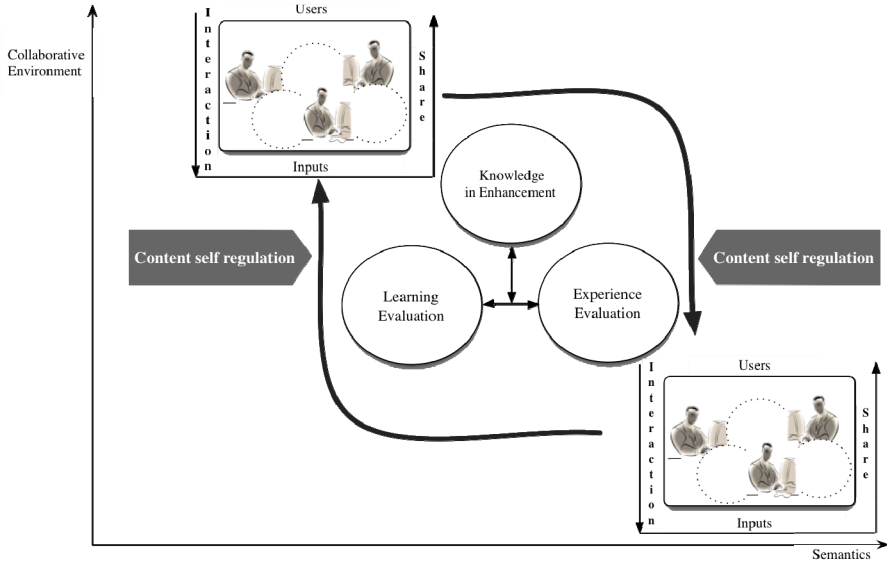 Collaborative
Environment
Users
Interaction
Share
Inputs
Knowledge
in Enhancement
Content self regulation
Content self regulation
Learning
Evaluation
Experience
Evaluation
Users
Interaction
Share
Inputs
Semantics